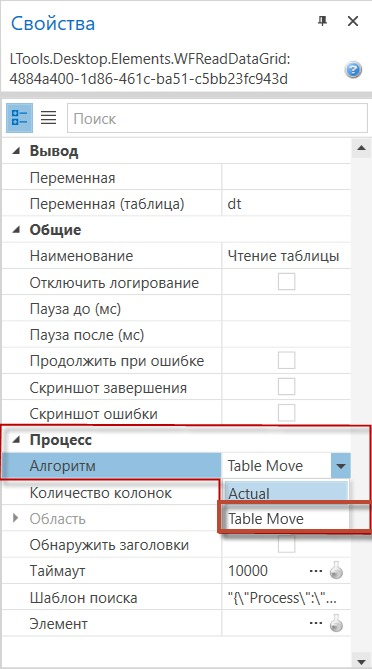 Свойства
LTools.Desktop.Elements.WFReadDataGrid:
4884a400-1d86-461c-ba51-c5bb23fc943d
Поиск
Вывод
Переменная
Переменная (таблица) dt
Общие
Наименование Чтение таблицы
Отключить логирование
Пауза до (мс)
Пауза после (мс)
Продолжить при ошибке
Скриншот завершения
Скриншот ошибки
Процесс
Алгоритм Table Move
Количество колонок Actual
Область Table Move
Обнаружить заголовки
Таймаут 10000 ...
Шаблон поиска "{\"Process\":\"...
Элемент ...